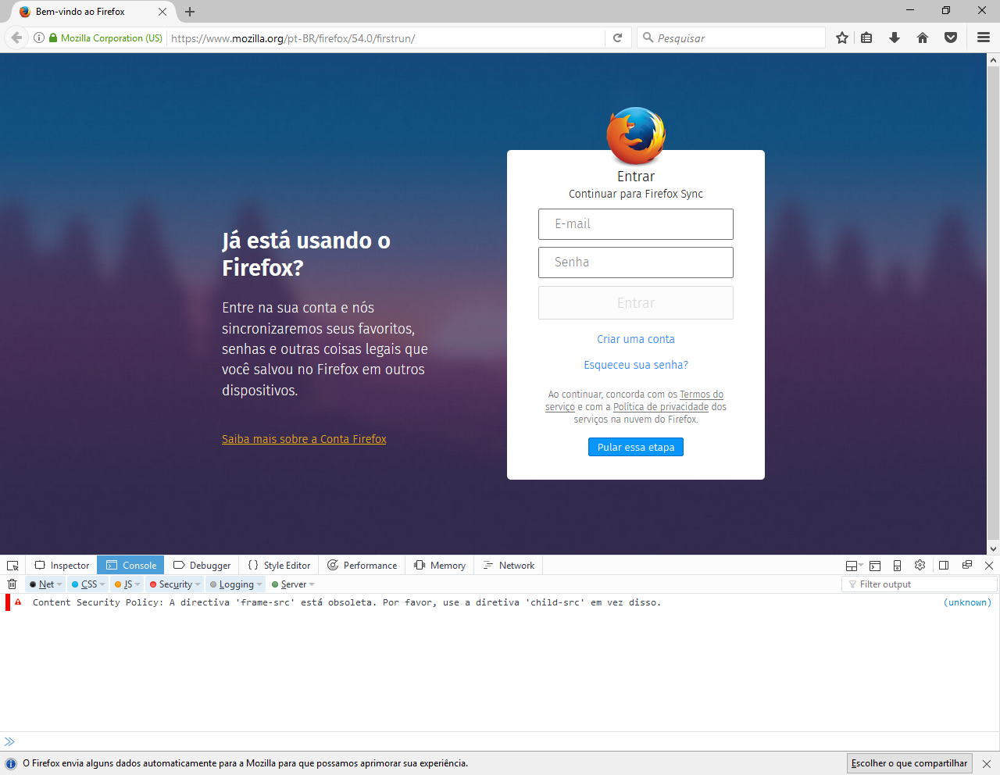 Bem-vindo ao Firefox
Mozilla Corporation (US)
https://www.mozilla.org/pt-BR/firefox/54.0/firstrun/
Pesquisar
Já está usando o
Firefox?
Entre na sua conta e nós
sincronizaremos seus favoritos,
senhas e outras coisas legais que
você salvou no Firefox em outros
dispositivos.
Saiba mais sobre a Conta Firefox
Entrar
Continuar para Firefox Sync
E-mail
Senha
Entrar
Criar uma conta
Esqueceu sua senha?
Ao continuar, concorda com os Termos do
serviço e com a Política de privacidade dos
serviços na nuvem do Firefox.
Pular essa etapa
Inspector
Console
Debugger
Style Editor
Performance
Memory
Network
Net
CSS
JS
Security
Logging
Server
Filter output
Content Security Policy: A directiva 'frame-src' está obsoleta. Por favor, use a diretiva 'child-src' em vez disso.
(unknown)
O Firefox envia alguns dados automaticamente para a Mozilla para que possamos aprimorar sua experiência.
Escolher o que compartilhar